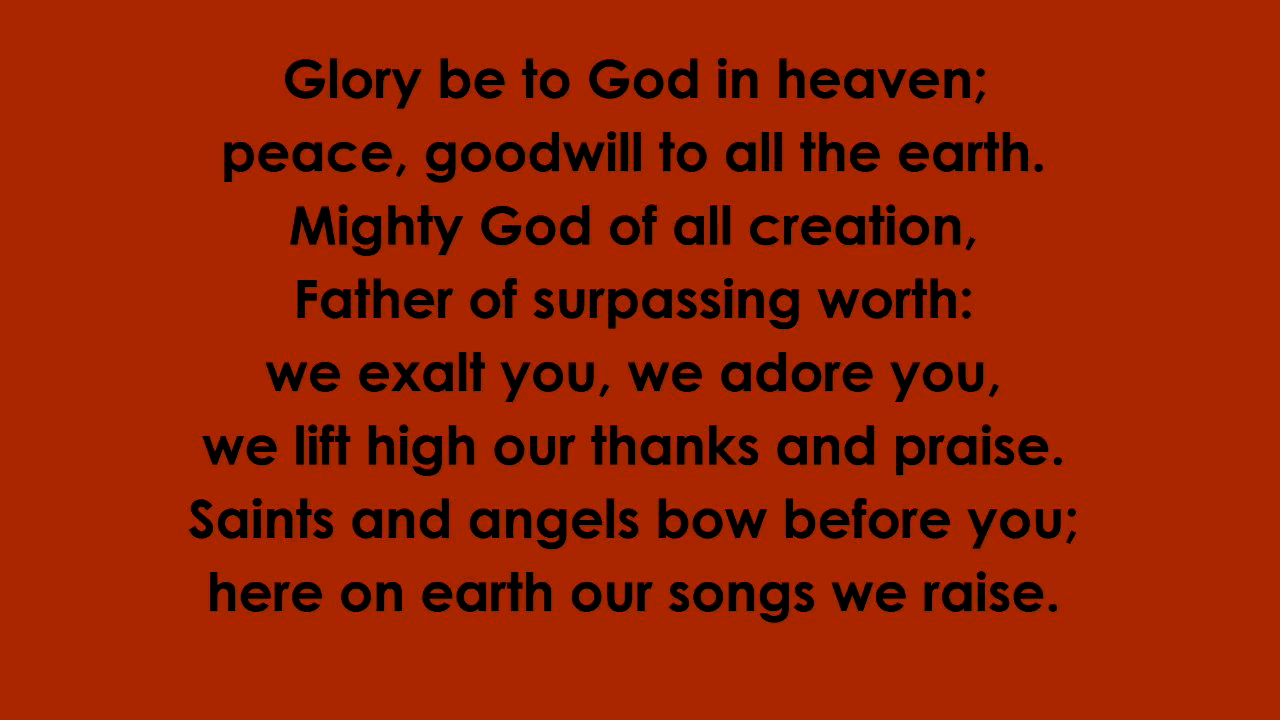 Glory be to God in heaven;
peace, goodwill to all the earth.
Mighty God of all creation,
Father of surpassing worth:
we exalt you, we adore you,
we lift high our thanks and praise.
Saints and angels bow before you;
here on earth our songs we raise.